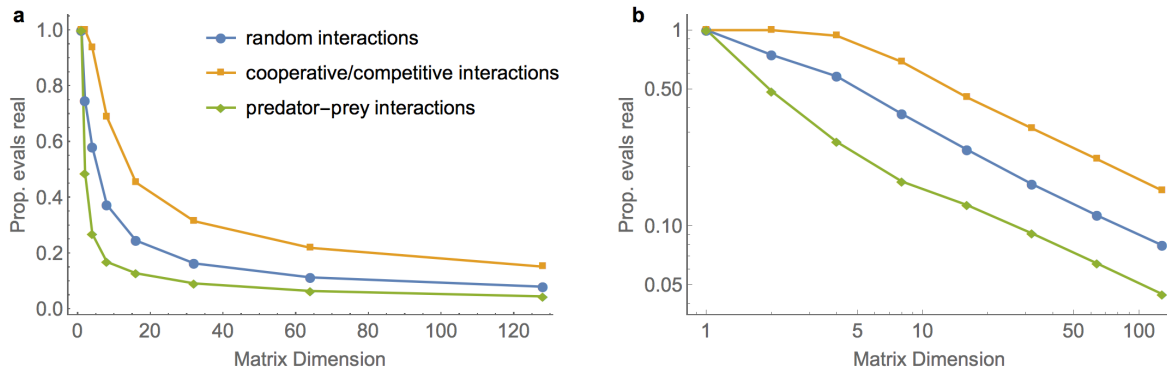 a
Prop. evals real
1.0
0.8
0.6
0.4
0.2
0.0
0 20 40 60 80 100 120
Matrix Dimension
random interactions
cooperative/competitive interactions
predator–prey interactions
b
Prop. evals real
1
0.50
0.10
0.05
1 5 10 50 100
Matrix Dimension